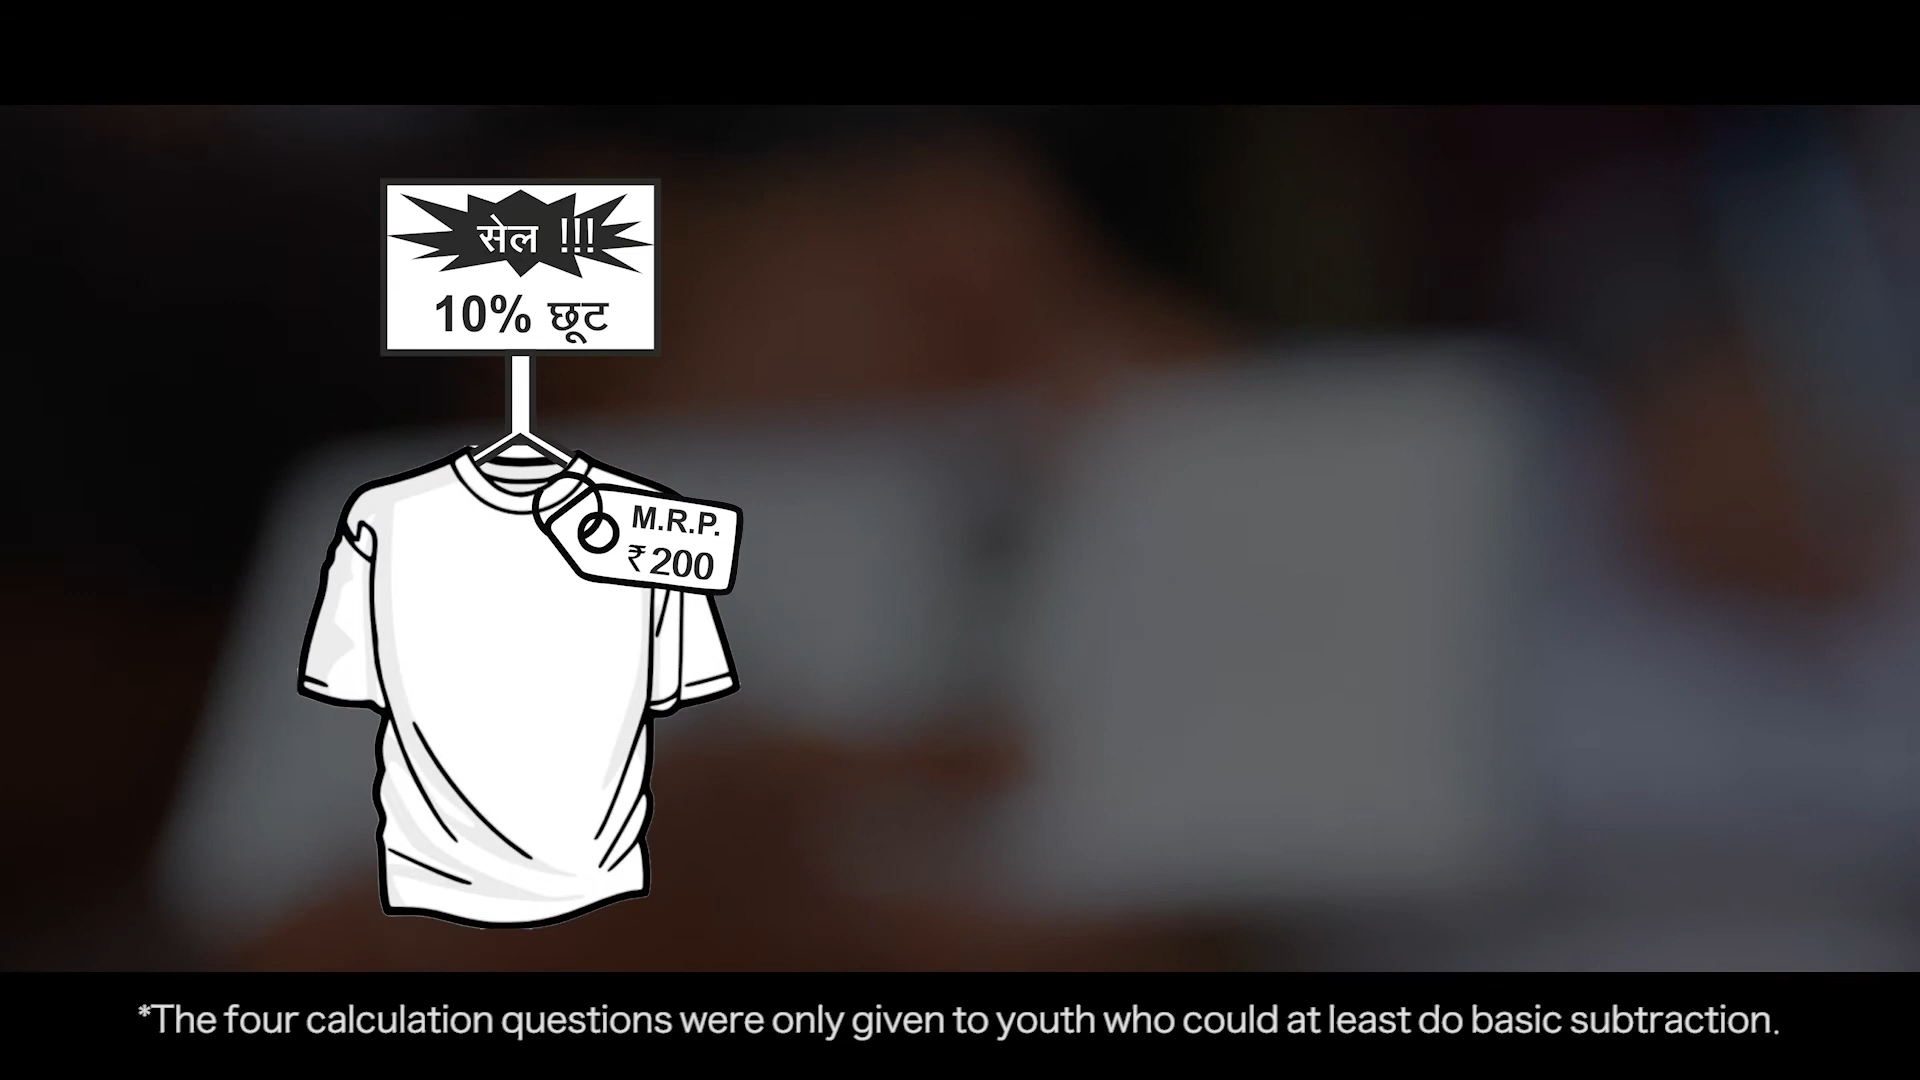 सेल !!!
10% छूट
M.R.P.
₹200
*The four calculation questions were only given to youth who could at least do basic subtraction.